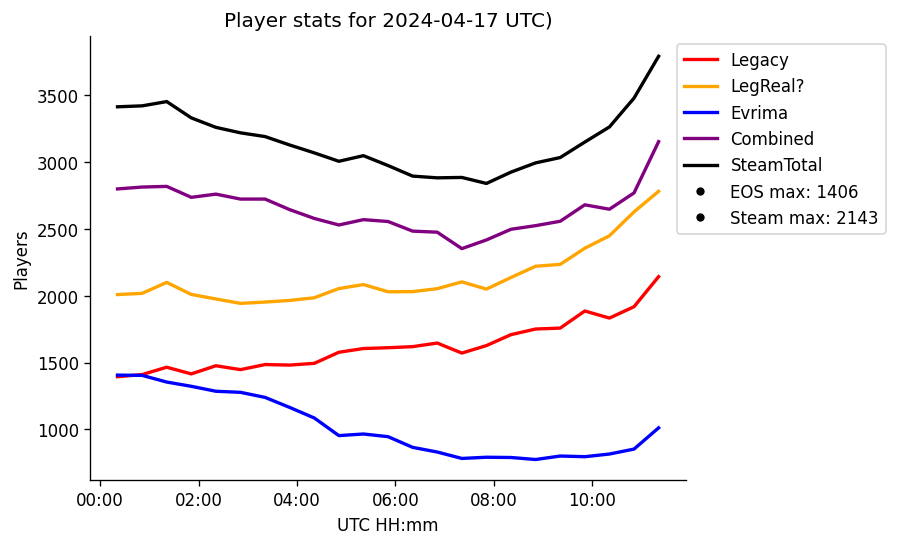 Player stats for 2024-04-17 UTC)
Legacy
LegReal?
Evrima
Combined
SteamTotal
EOS max: 1406
Steam max: 2143
Players
3500
3000
2500
2000
1500
1000
00:00 02:00 04:00 06:00 08:00 10:00
UTC HH:mm